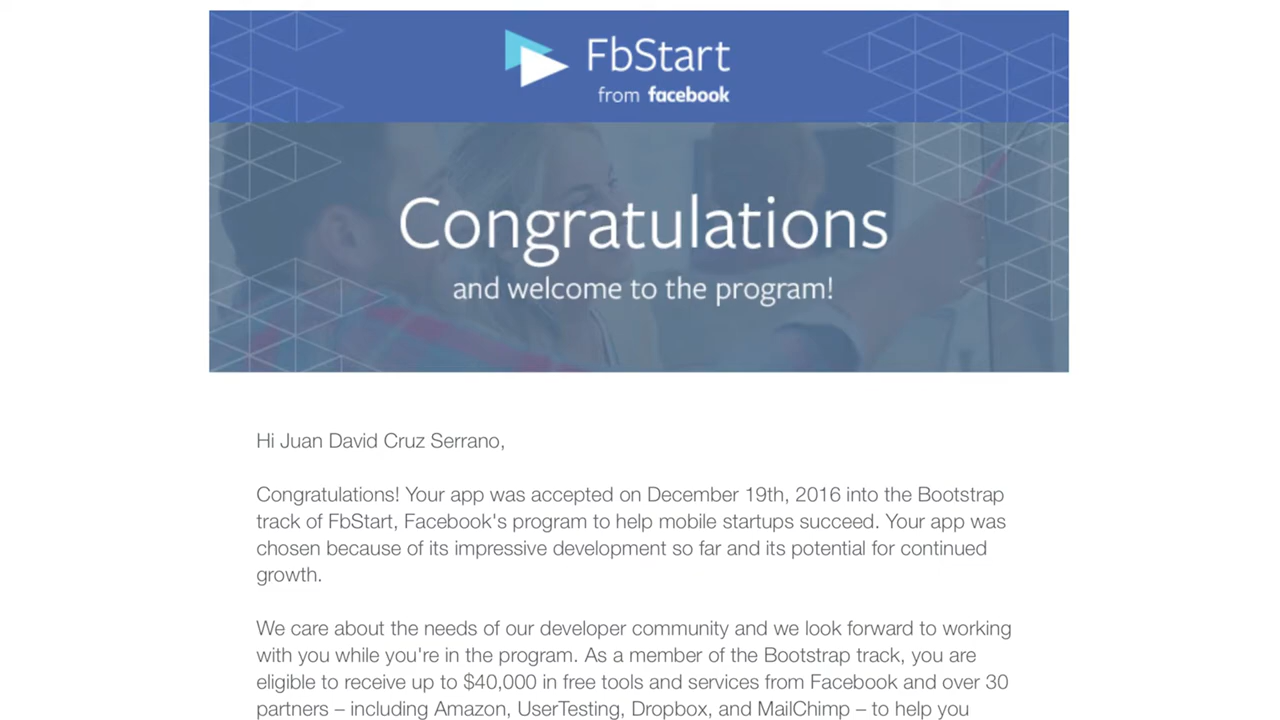 FbStart
from facebook
Congratulations
and welcome to the program!
Hi Juan David Cruz Serrano,
Congratulations! Your app was accepted on December 19th, 2016 into the Bootstrap
track of FbStart, Facebook's program to help mobile startups succeed. Your app was
chosen because of its impressive development so far and its potential for continued
growth.
We care about the needs of our developer community and we look forward to working
with you while you're in the program. As a member of the Bootstrap track, you are
eligible to receive up to $40,000 in free tools and services from Facebook and over 30
partners – including Amazon, UserTesting, Dropbox, and MailChimp – to help you